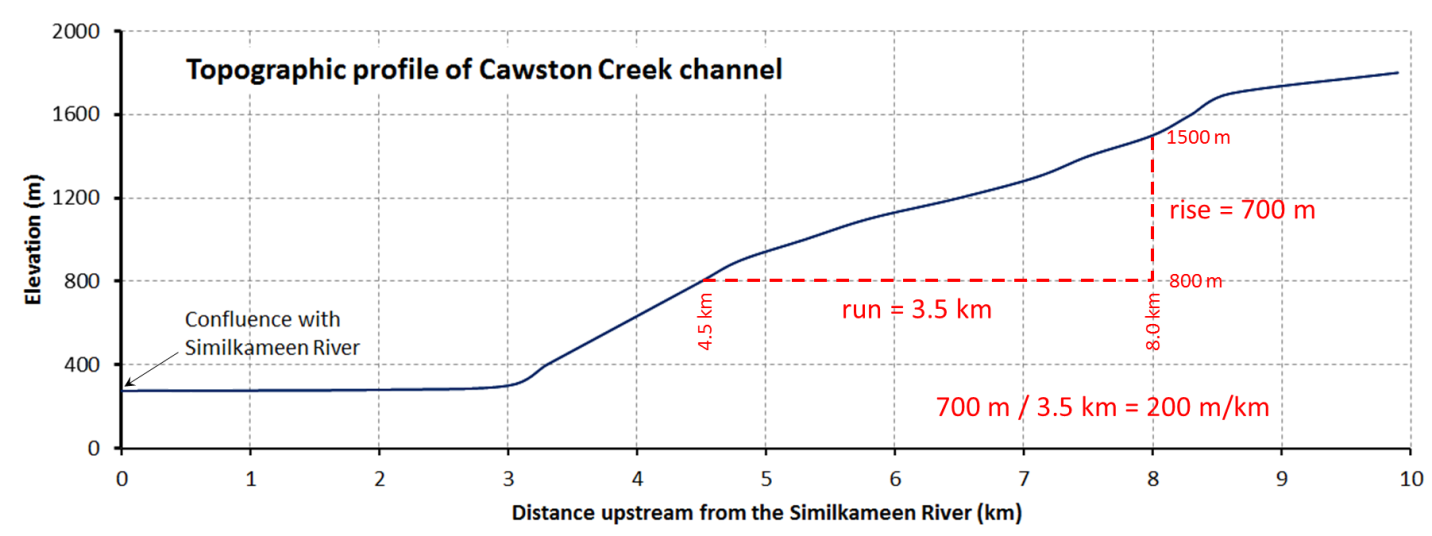 Topographic profile of Cawston Creek channel
2000
1600
1200
800
400
0
Elevation (m)
Confluence with
Similkameen River
1500 m
rise = 700 m
800 m
run = 3.5 km
4.5 km
8.0 km
700 m / 3.5 km = 200 m/km
0 1 2 3 4 5 6 7 8 9 10
Distance upstream from the Similkameen River (km)